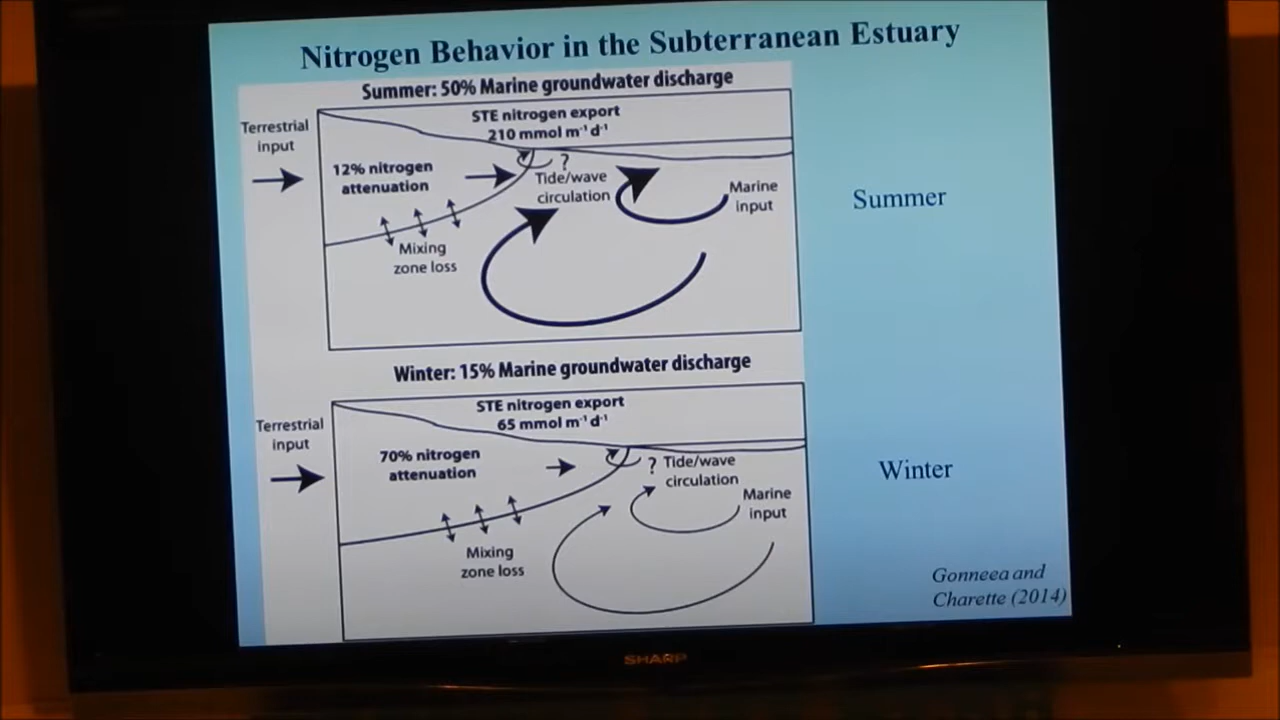 Nitrogen Behavior in the Subterranean Estuary
Summer: 50% Marine groundwater discharge
STE nitrogen export
210 mmol m⁻¹ d⁻¹
Terrestrial
input
12% nitrogen
attenuation
?
Tide/wave
circulation
Marine
input
Mixing
zone loss
Summer
Winter: 15% Marine groundwater discharge
STE nitrogen export
65 mmol m⁻¹ d⁻¹
Terrestrial
input
70% nitrogen
attenuation
? Tide/wave
circulation
Marine
input
Mixing
zone loss
Winter
Gonneea and
Charette (2014)
SHARP